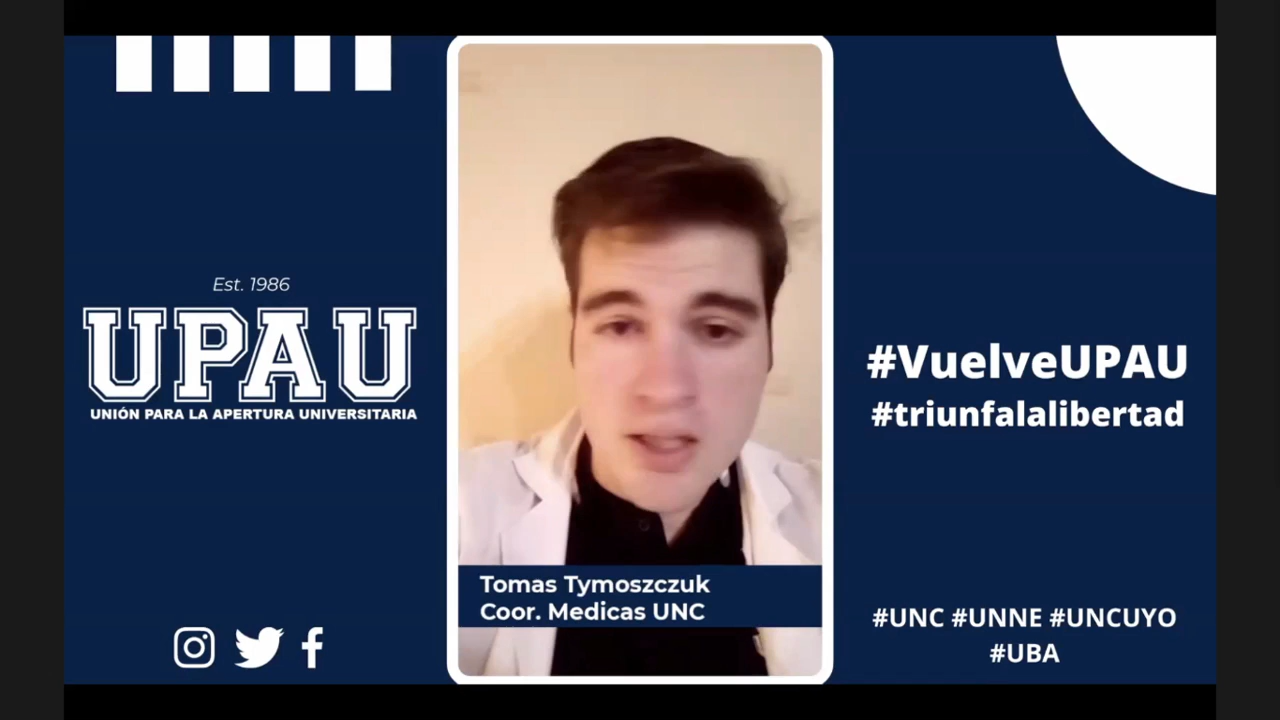 Est. 1986
UPAU
UNIÓN PARA LA APERTURA UNIVERSITARIA
Tomas Tymoszczuk
Coor. Medicas UNC
#VuelveUPAU
#triunfalalibertad
#UNC #UNNE #UNCUYO
#UBA